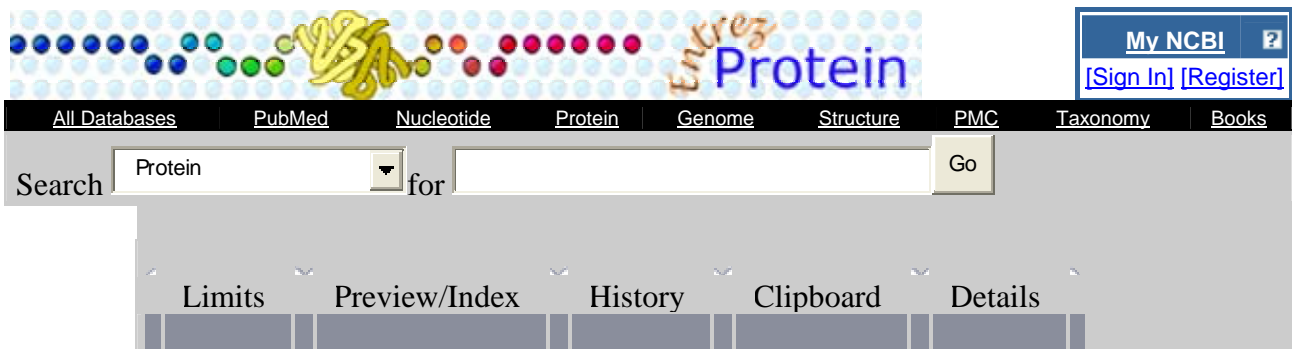 Entrez
Protein
My NCBI ?
[Sign In] [Register]
All Databases PubMed Nucleotide Protein Genome Structure PMC Taxonomy Books
Search Protein for Go
Limits Preview/Index History Clipboard Details